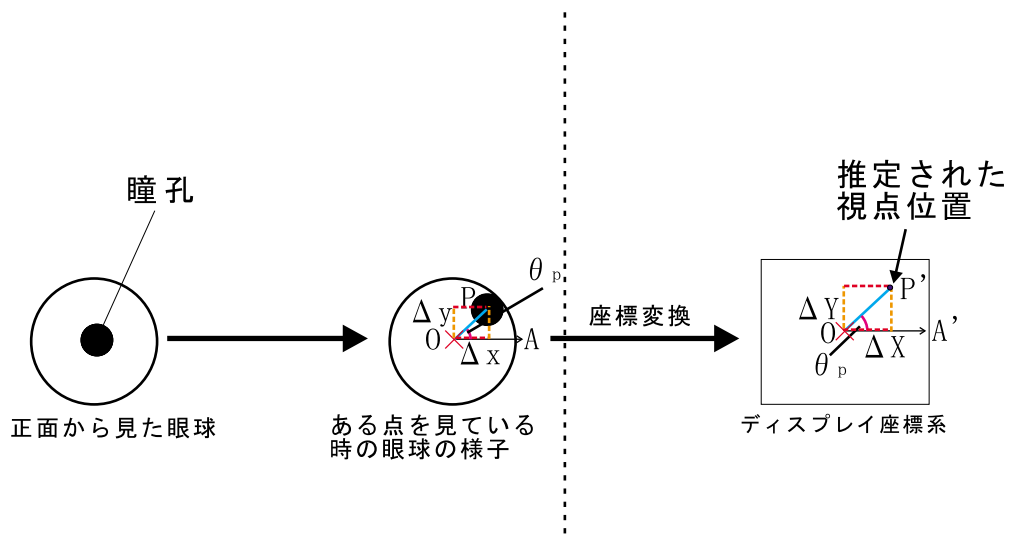 瞳孔
正面から見た眼球
θp
P
Δy
O
A
Δx
ある点を見ている
時の眼球の様子
座標変換
推定された
視点位置
P'
ΔY
O
A'
ΔX
θp
ディスプレイ座標系